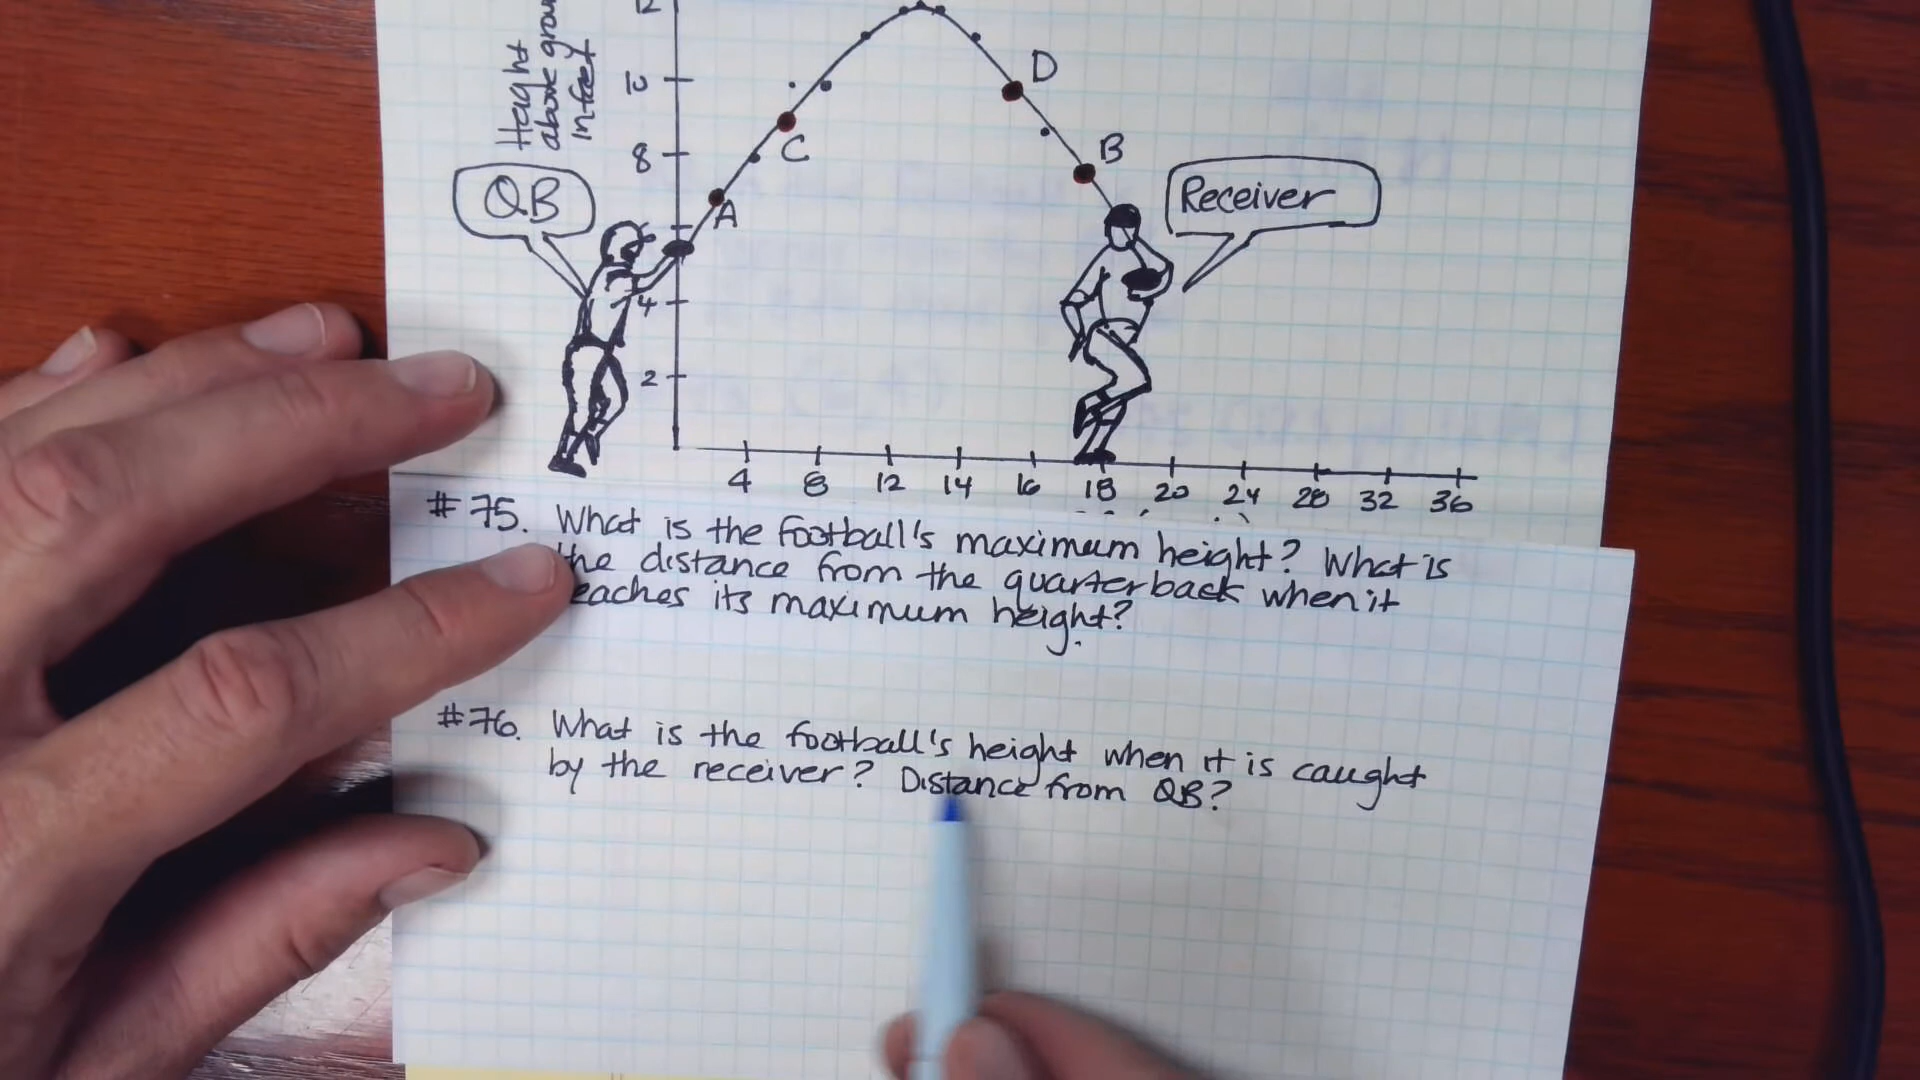 12
Height
above
in feet
10
D
8
C
B
QB
A
Receiver
4
2
4 8 12 14 16 18 20 24 28 32 36
#75. What is the football's maximum height? What is
the distance from the quarterback when it
eaches its maximum height?
#76. What is the football's height when it is caught
by the receiver? Distance from QB?